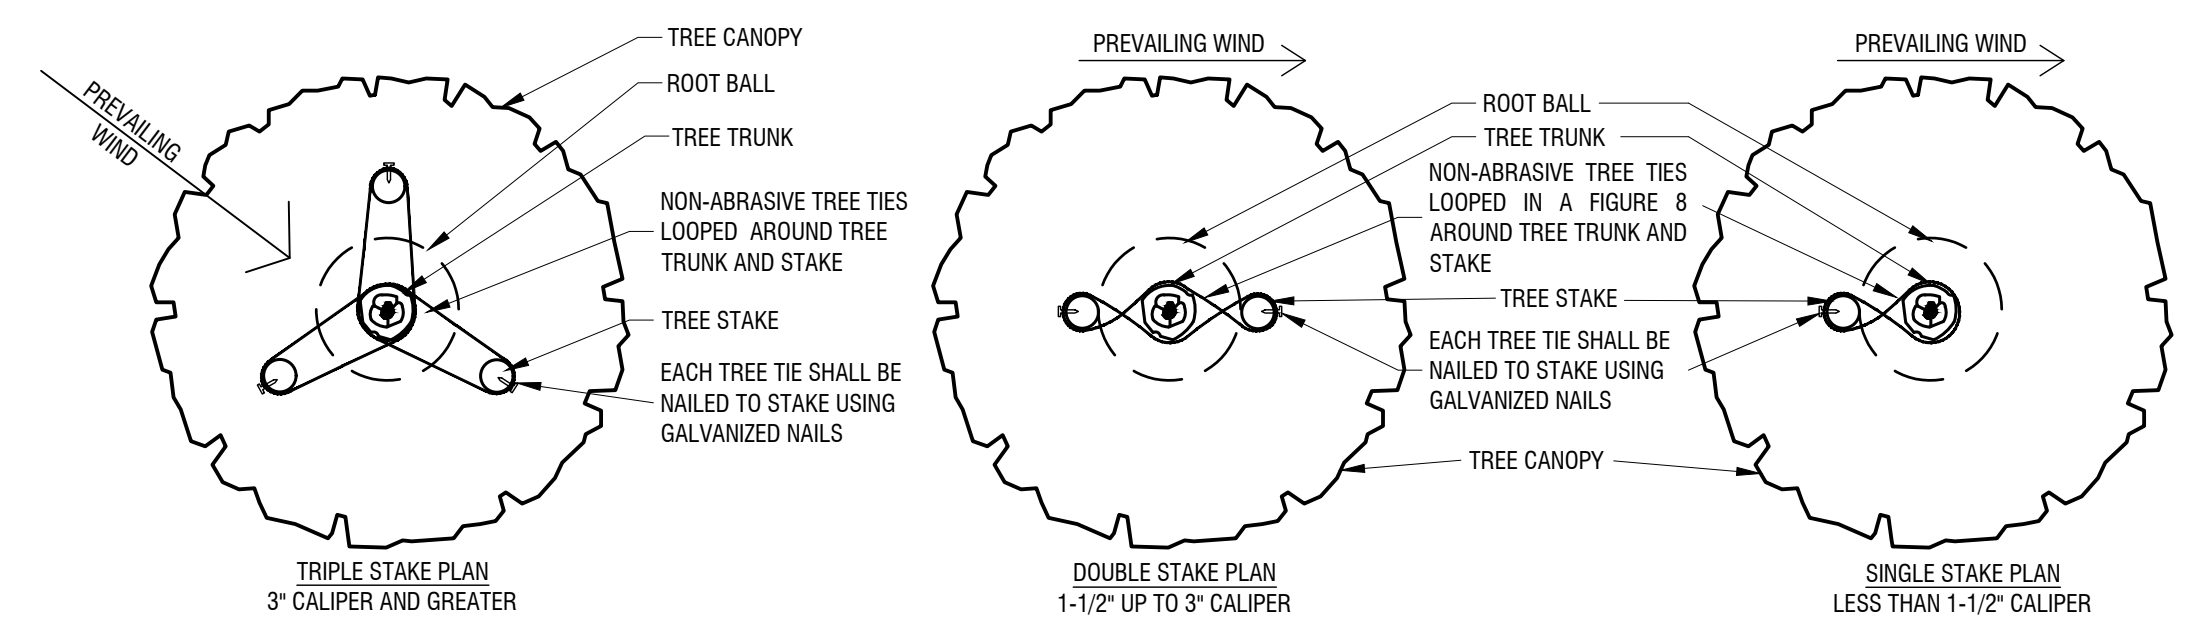 PREVAILING
WIND
TREE CANOPY
ROOT BALL
TREE TRUNK
NON-ABRASIVE TREE TIES
LOOPED AROUND TREE
TRUNK AND STAKE
TREE STAKE
EACH TREE TIE SHALL BE
NAILED TO STAKE USING
GALVANIZED NAILS
TRIPLE STAKE PLAN
3" CALIPER AND GREATER
PREVAILING WIND
ROOT BALL
TREE TRUNK
NON-ABRASIVE TREE TIES
LOOPED IN A FIGURE 8
AROUND TREE TRUNK AND
STAKE
TREE STAKE
EACH TREE TIE SHALL BE
NAILED TO STAKE USING
GALVANIZED NAILS
TREE CANOPY
DOUBLE STAKE PLAN
1-1/2" UP TO 3" CALIPER
PREVAILING WIND
SINGLE STAKE PLAN
LESS THAN 1-1/2" CALIPER